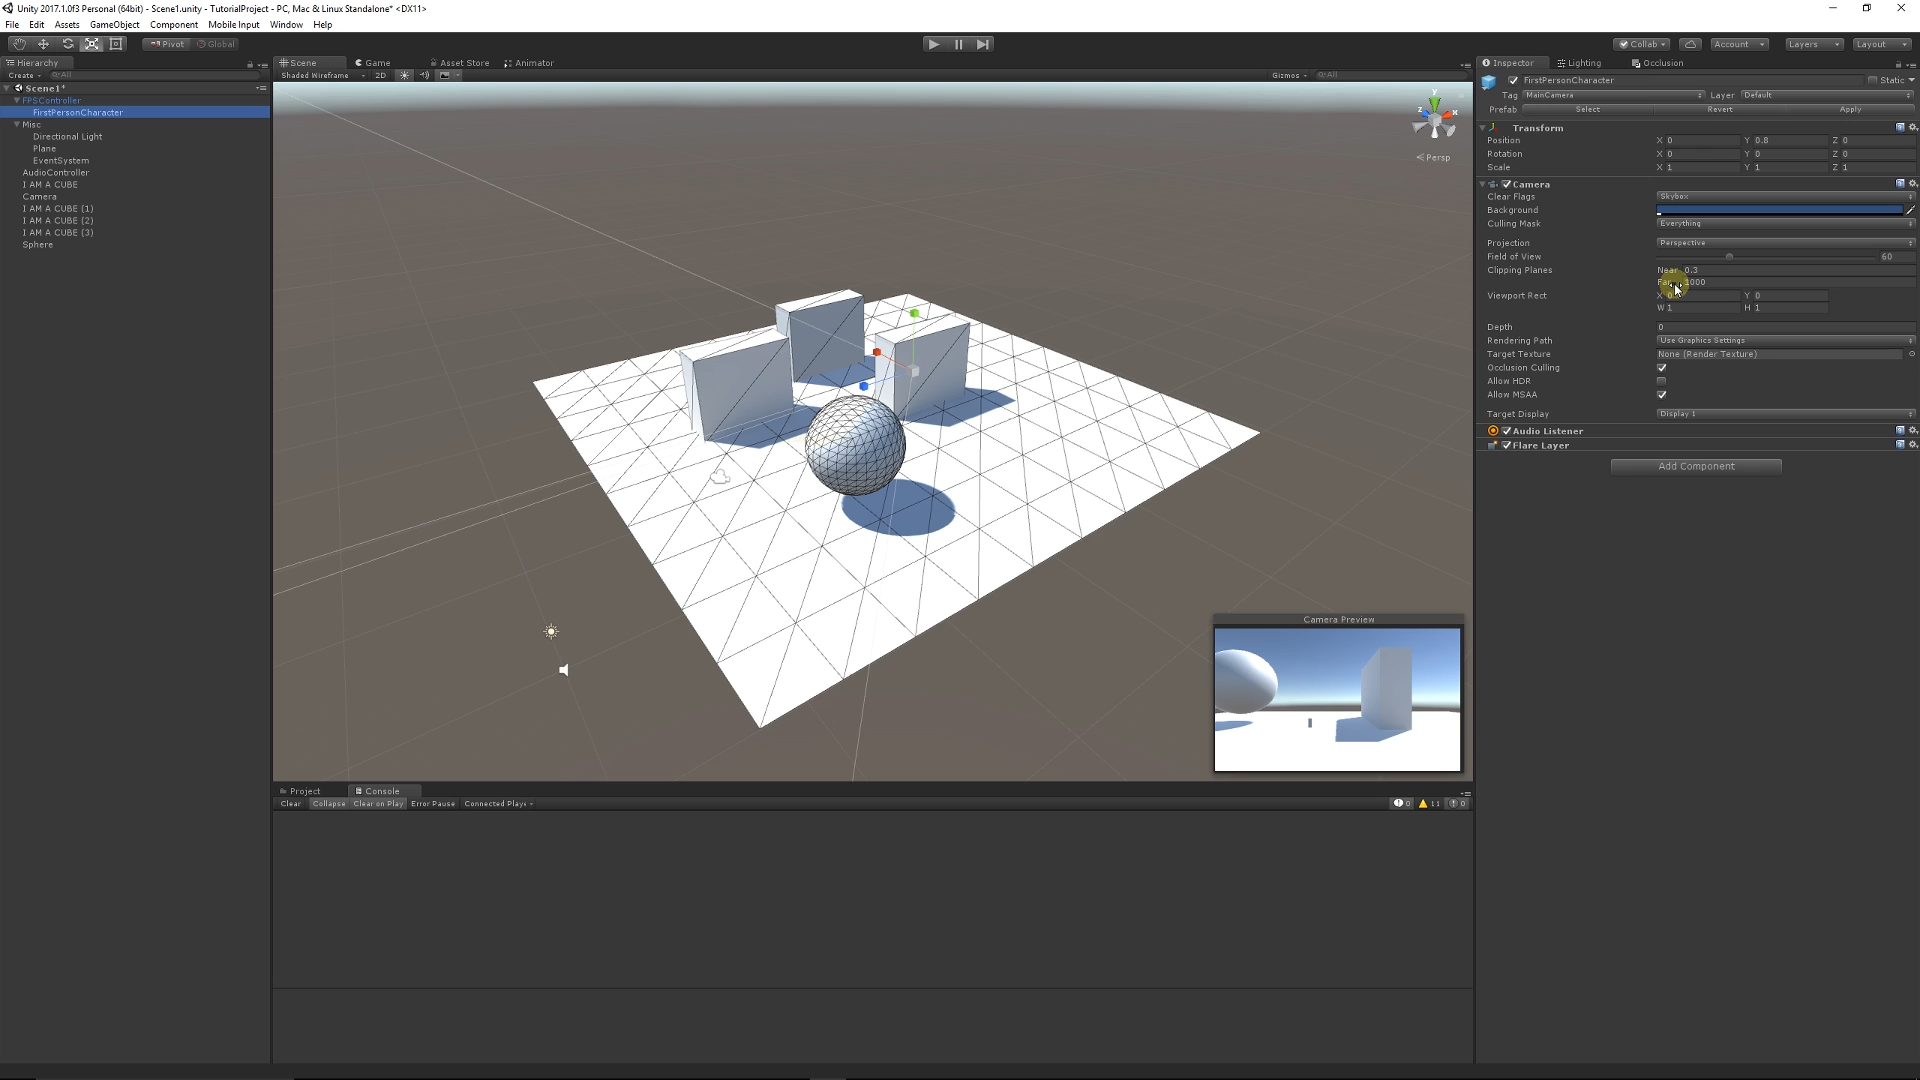 Unity 2017.1.0f3 Personal (64bit) - Scene1.unity - TutorialProject - PC, Mac & Linux Standalone* <DX11>
File Edit Assets GameObject Component Mobile Input Window Help
Pivot Global Collab Account Layers Layout
Hierarchy
Create All
Scene1*
FPSController
FirstPersonCharacter
Misc
Directional Light
Plane
EventSystem
AudioController
I AM A CUBE
Camera
I AM A CUBE (1)
I AM A CUBE (2)
I AM A CUBE (3)
Sphere
Scene Game Asset Store Animator
Shaded Wireframe 2D Gizmos All
y
z x
Persp
Camera Preview
Project Console
Clear Collapse Clear on Play Error Pause Connected Playe
0 11 0
Inspector Lighting Occlusion
FirstPersonCharacter Static
Tag MainCamera Layer Default
Prefab Select Revert Apply
Transform
Position X 0 Y 0.8 Z 0
Rotation X 0 Y 0 Z 0
Scale X 1 Y 1 Z 1
Camera
Clear Flags Skybox
Background
Culling Mask Everything
Projection Perspective
Field of View 60
Clipping Planes Near 0.3
1000
Viewport Rect X 0 Y 0
W 1 H 1
Depth 0
Rendering Path Use Graphics Settings
Target Texture None (Render Texture)
Occlusion Culling
Allow HDR
Allow MSAA
Target Display Display 1
Audio Listener
Flare Layer
Add Component